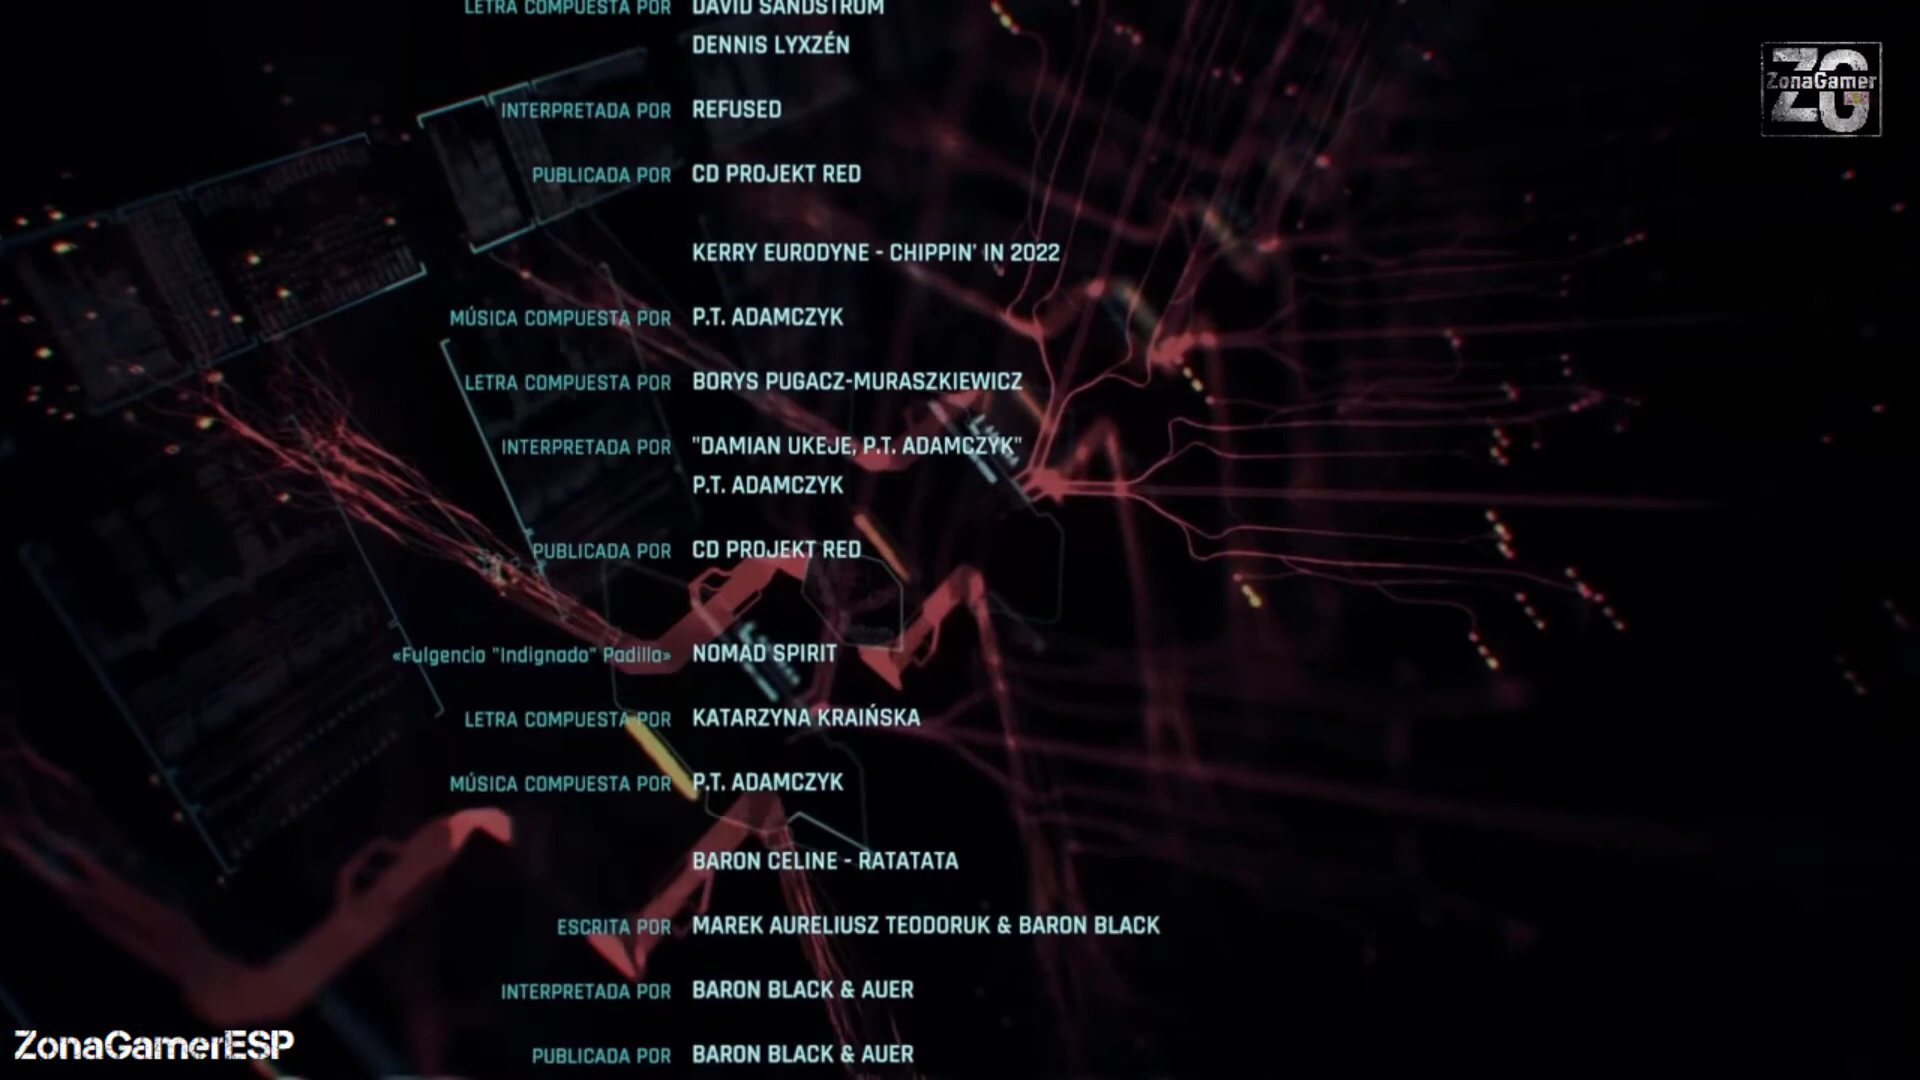 LETRA COMPUESTA POR DAVID SANDSTRÖM
DENNIS LYXZÉN
INTERPRETADA POR REFUSED
PUBLICADA POR CD PROJEKT RED
KERRY EURODYNE - CHIPPIN' IN 2022
MÚSICA COMPUESTA POR P.T. ADAMCZYK
LETRA COMPUESTA POR BORYS PUGACZ-MURASZKIEWICZ
INTERPRETADA POR "DAMIAN UKEJE, P.T. ADAMCZYK"
P.T. ADAMCZYK
PUBLICADA POR CD PROJEKT RED
«Fulgencio "Indignado" Padilla» NOMAD SPIRIT
LETRA COMPUESTA POR KATARZYNA KRAIŃSKA
MÚSICA COMPUESTA POR P.T. ADAMCZYK
BARON CELINE - RATATATA
ESCRITA POR MAREK AURELIUSZ TEODORUK & BARON BLACK
INTERPRETADA POR BARON BLACK & AUER
PUBLICADA POR BARON BLACK & AUER
ZG
ZonaGamer
ZonaGamerESP